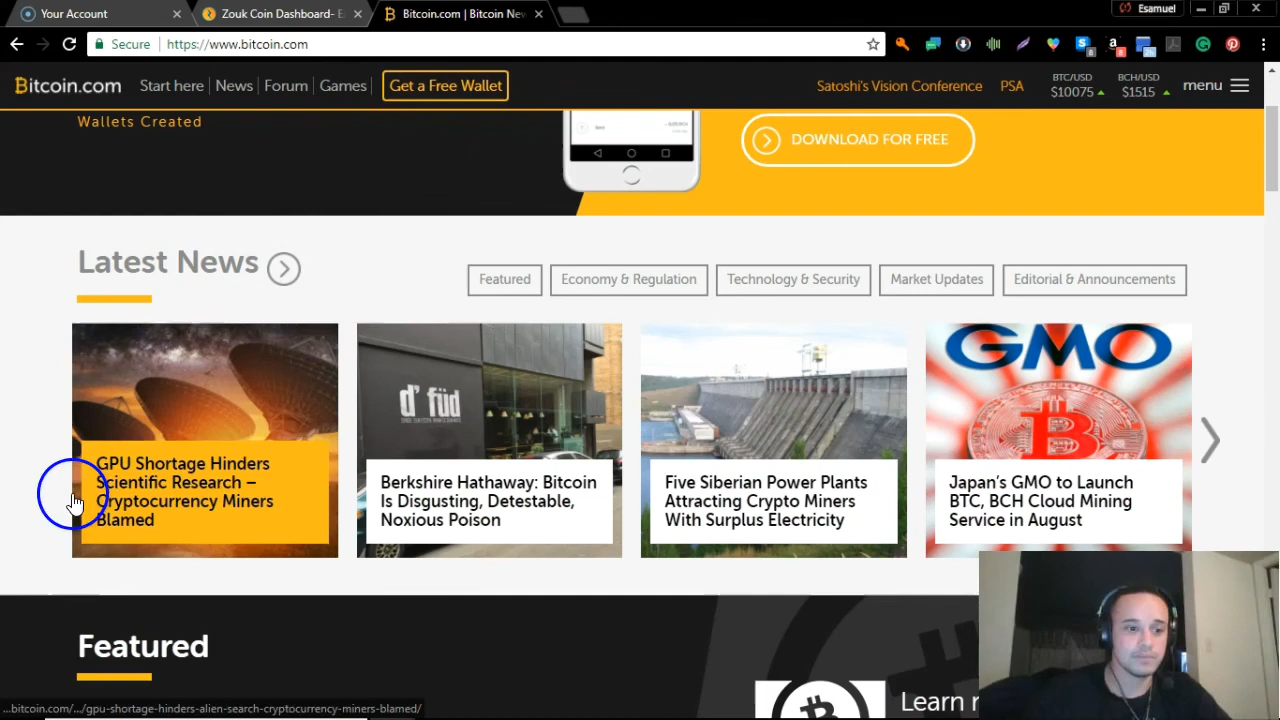 Your Account
Zouk Coin Dashboard- E
Bitcoin.com | Bitcoin New
Esamuel
Secure
https://www.bitcoin.com
Bitcoin.com
Start here
News
Forum
Games
Get a Free Wallet
Satoshi's Vision Conference
PSA
BTC/USD
$10075
BCH/USD
$1515
menu
Wallets Created
DOWNLOAD FOR FREE
Latest News
Featured
Economy & Regulation
Technology & Security
Market Updates
Editorial & Announcements
GPU Shortage Hinders
Scientific Research –
Cryptocurrency Miners
Blamed
d' füd
Berkshire Hathaway: Bitcoin
Is Disgusting, Detestable,
Noxious Poison
Five Siberian Power Plants
Attracting Crypto Miners
With Surplus Electricity
GMO
Japan's GMO to Launch
BTC, BCH Cloud Mining
Service in August
Featured
Learn
...bitcoin.com/.../gpu-shortage-hinders-alien-search-cryptocurrency-miners-blamed/